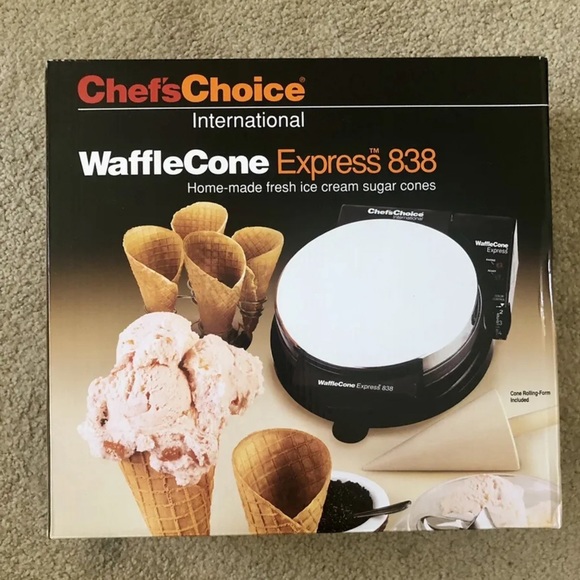 Chef'sChoice®
International
WaffleCone Express™ 838
Home-made fresh ice cream sugar cones
Chef'sChoice
International
WaffleCone
Express
WaffleCone Express 838
Cone Rolling-Form
Included